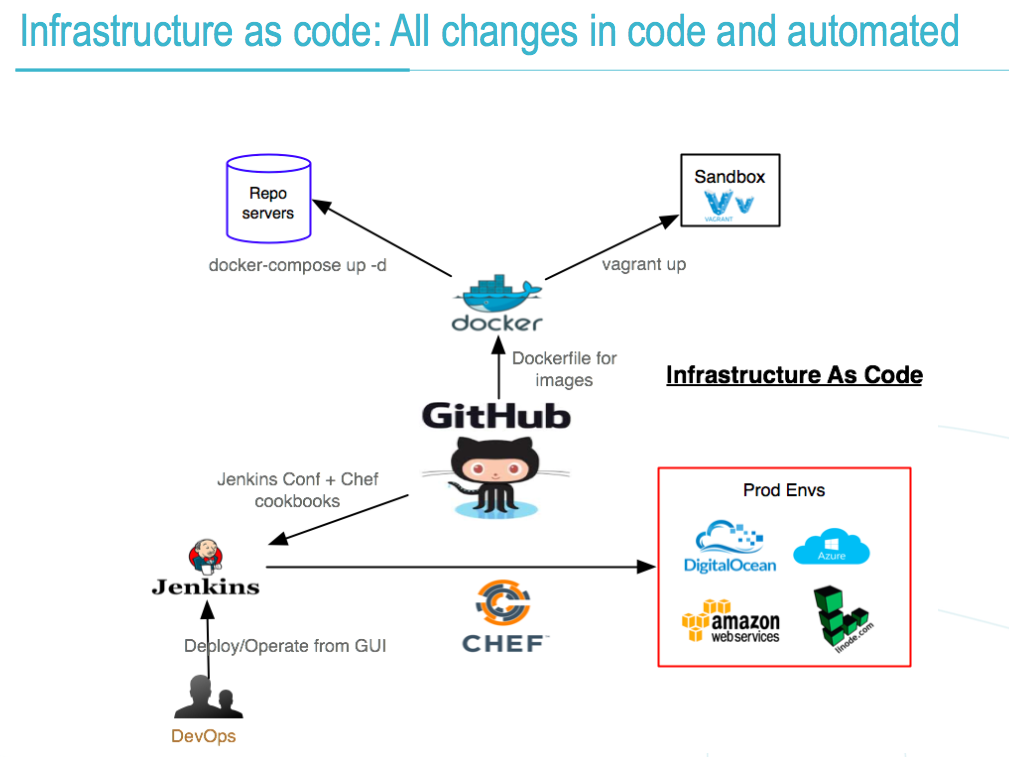 Infrastructure as code: All changes in code and automated
Repo
servers
Sandbox
VAGRANT
docker-compose up -d
vagrant up
docker
Dockerfile for
images
Infrastructure As Code
GitHub
Jenkins Conf + Chef
cookbooks
Prod Envs
DigitalOcean
Azure
Jenkins
CHEF™
amazon
webservices
linode.com
Deploy/Operate from GUI
DevOps